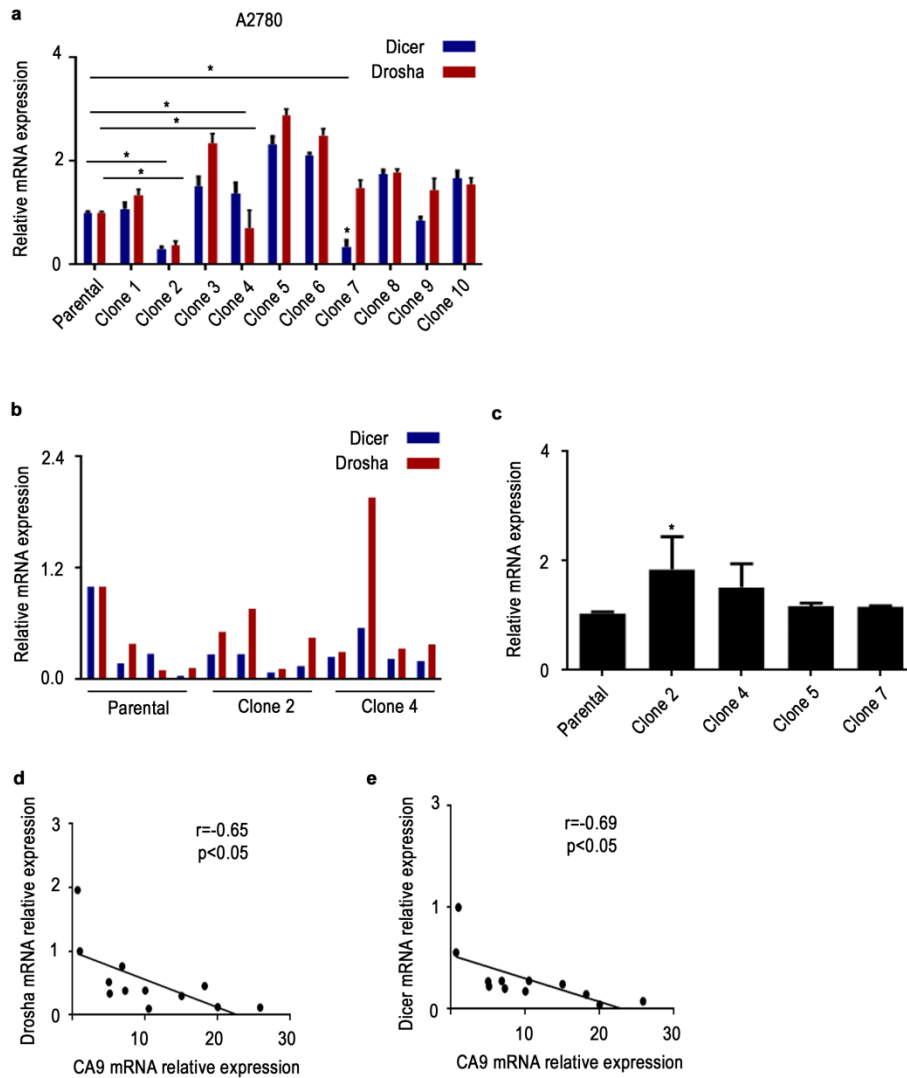 a
A2780
Dicer
Drosha
Relative mRNA expression
4
2
0
*
*
*
*
*
*
Parental
Clone 1
Clone 2
Clone 3
Clone 4
Clone 5
Clone 6
Clone 7
Clone 8
Clone 9
Clone 10
b
Dicer
Drosha
Relative mRNA expression
2.4
1.2
0.0
Parental
Clone 2
Clone 4
c
Relative mRNA expression
4
2
0
*
Parental
Clone 2
Clone 4
Clone 5
Clone 7
d
Drosha mRNA relative expression
3
2
1
0
r=-0.65
p<0.05
10
20
30
CA9 mRNA relative expression
e
Dicer mRNA relative expression
3
1
0
r=-0.69
p<0.05
10
20
30
CA9 mRNA relative expression